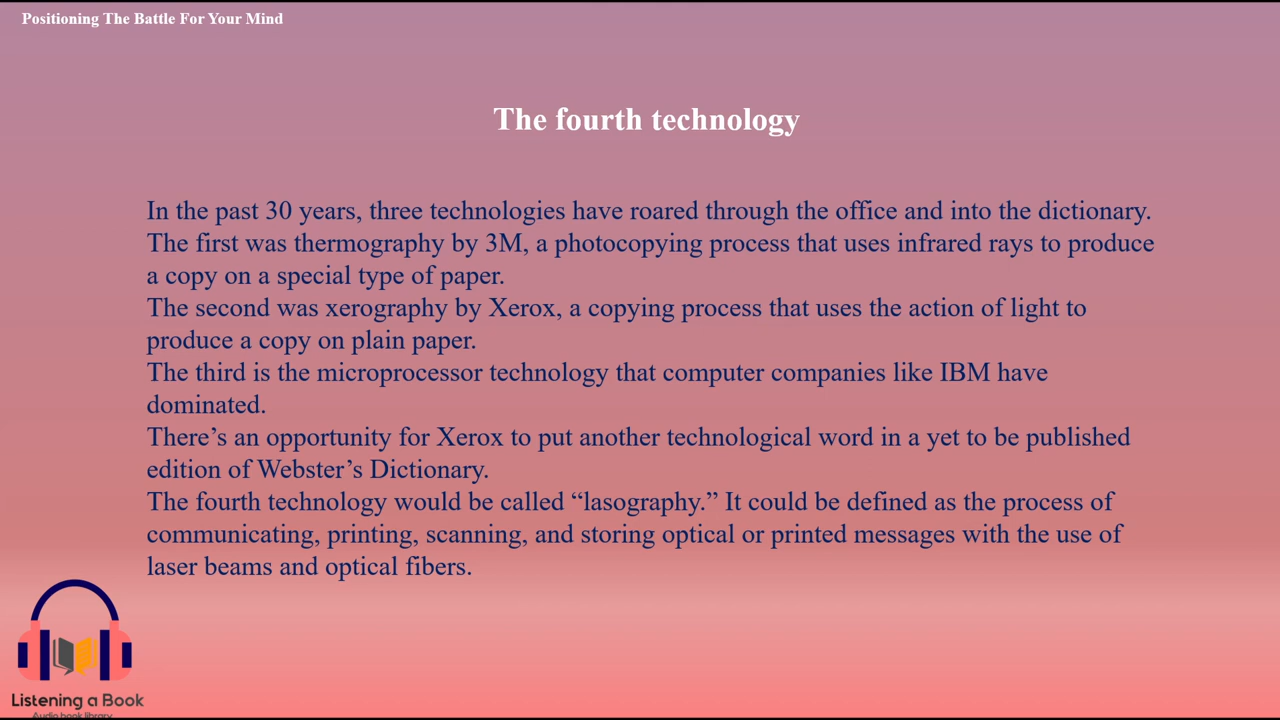 Positioning The Battle For Your Mind
The fourth technology
In the past 30 years, three technologies have roared through the office and into the dictionary.
The first was thermography by 3M, a photocopying process that uses infrared rays to produce
a copy on a special type of paper.
The second was xerography by Xerox, a copying process that uses the action of light to
produce a copy on plain paper.
The third is the microprocessor technology that computer companies like IBM have
dominated.
There’s an opportunity for Xerox to put another technological word in a yet to be published
edition of Webster’s Dictionary.
The fourth technology would be called “lasography.” It could be defined as the process of
communicating, printing, scanning, and storing optical or printed messages with the use of
laser beams and optical fibers.
Listening a Book
Audio book library